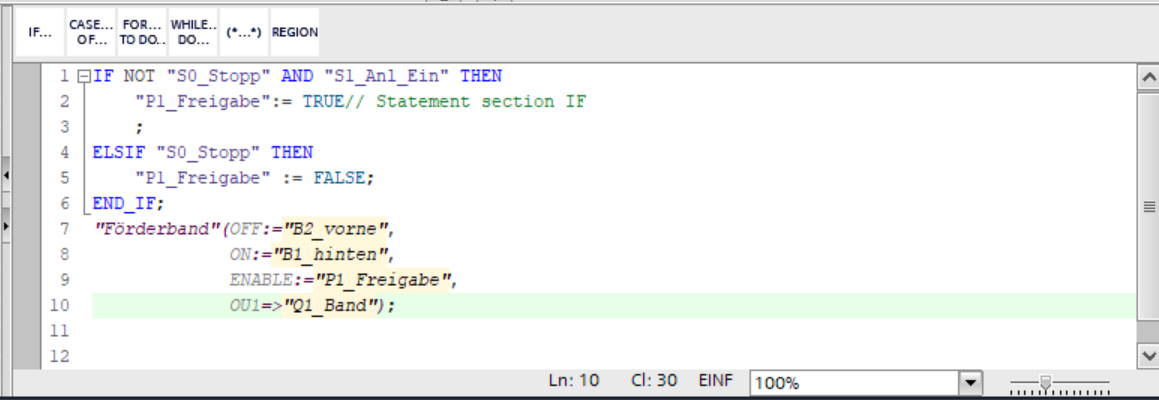 IF... CASE... OF... FOR... TO DO.. WHILE.. DO... (*...*) REGION
1 IF NOT "S0_Stopp" AND "S1_Anl_Ein" THEN
2 "P1_Freigabe":= TRUE// Statement section IF
3 ;
4 ELSIF "S0_Stopp" THEN
5 "P1_Freigabe" := FALSE;
6 END_IF;
7 "Förderband"(OFF:="B2_vorne",
8 ON:="B1_hinten",
9 ENABLE:="P1_Freigabe",
10 OU1=>"Q1_Band");
11
12
Ln: 10 Cl: 30 EINF 100%